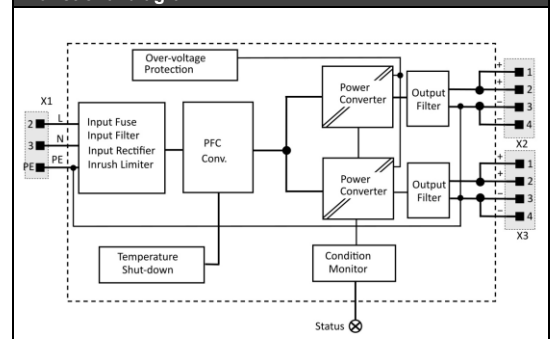 Over-voltage
Protection
X1
2
L
3
N
PE
PE
Input Fuse
Input Filter
Input Rectifier
Inrush Limiter
PFC
Conv.
Power
Converter
Output
Filter
+
1
+
2
−
3
−
4
X2
Power
Converter
Output
Filter
+
1
+
2
−
3
−
4
X3
Temperature
Shut-down
Condition
Monitor
Status